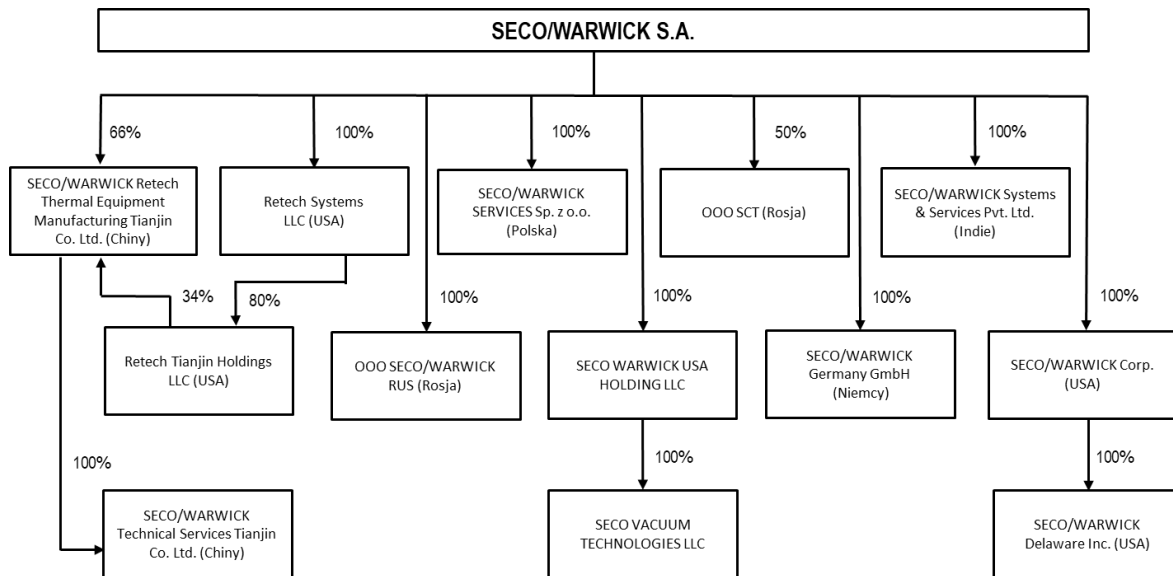 SECO/WARWICK S.A.
66%
100%
100%
50%
100%
SECO/WARWICK Retech
Thermal Equipment
Manufacturing Tianjin
Co. Ltd. (Chiny)
Retech Systems
LLC (USA)
SECO/WARWICK
SERVICES Sp. z o.o.
(Polska)
OOO SCT (Rosja)
SECO/WARWICK Systems
& Services Pvt. Ltd.
(Indie)
34%
80%
100%
100%
100%
100%
Retech Tianjin Holdings
LLC (USA)
OOO SECO/WARWICK
RUS (Rosja)
SECO WARWICK USA
HOLDING LLC
SECO/WARWICK
Germany GmbH
(Niemcy)
SECO/WARWICK Corp.
(USA)
100%
100%
100%
SECO/WARWICK
Technical Services Tianjin
Co. Ltd. (Chiny)
SECO VACUUM
TECHNOLOGIES LLC
SECO/WARWICK
Delaware Inc. (USA)